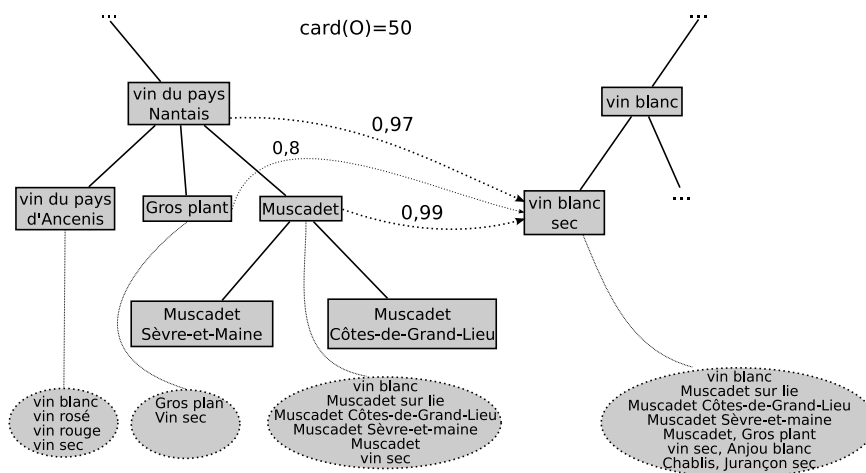 ...
card(O)=50
...
vin du pays
Nantais
vin blanc
0,97
0,8
...
vin du pays
d'Ancenis
Gros plant
Muscadet
0,99
vin blanc
sec
Muscadet
Sèvre-et-Maine
Muscadet
Côtes-de-Grand-Lieu
vin blanc
vin rosé
vin rouge
vin sec
Gros plan
Vin sec
vin blanc
Muscadet sur lie
Muscadet Côtes-de-Grand-Lieu
Muscadet Sèvre-et-maine
Muscadet
vin sec
vin blanc
Muscadet sur lie
Muscadet Côtes-de-Grand-Lieu
Muscadet Sèvre-et-maine
Muscadet, Gros plant
vin sec, Anjou blanc
Chablis, Jurançon sec